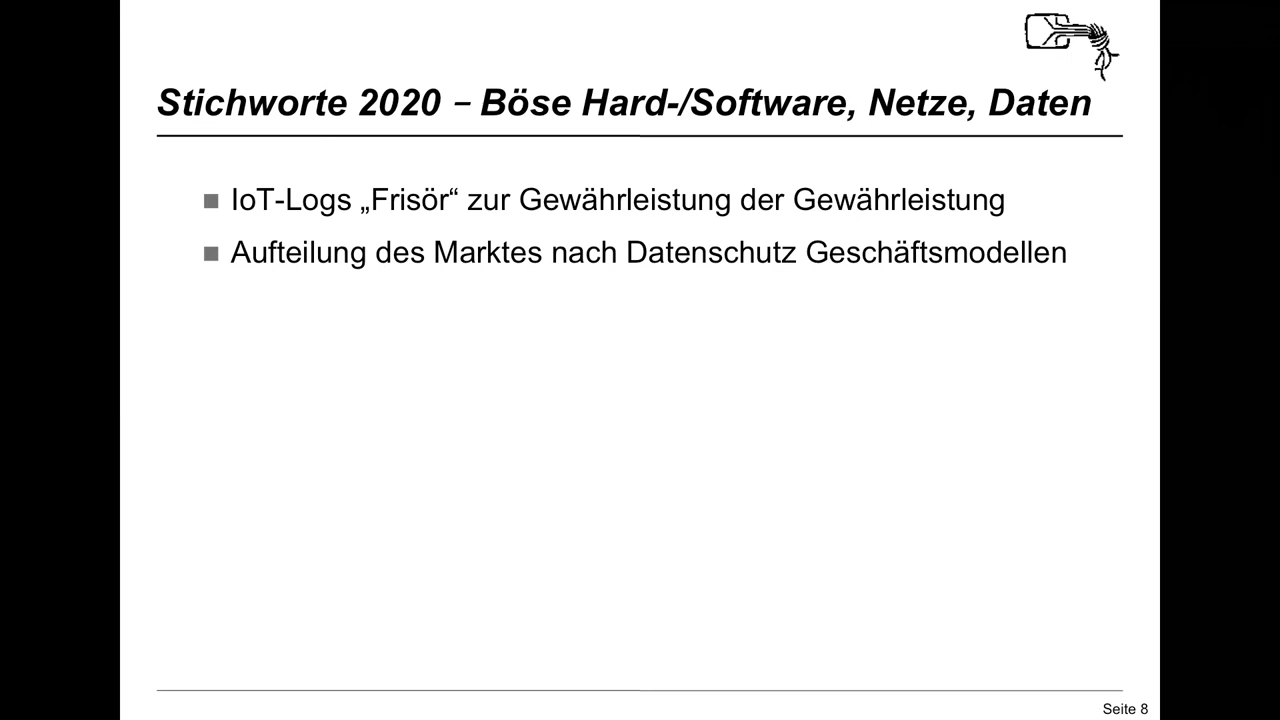 Stichworte 2020 – Böse Hard-/Software, Netze, Daten
IoT-Logs „Frisör“ zur Gewährleistung der Gewährleistung
Aufteilung des Marktes nach Datenschutz Geschäftsmodellen
Seite 8